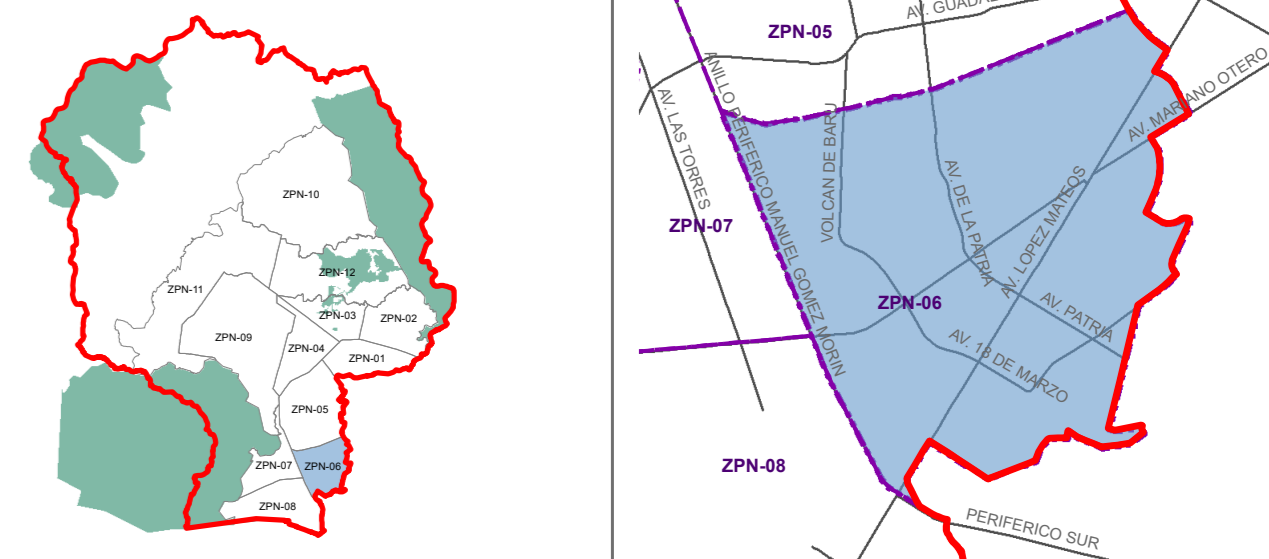 ZPN-10
ZPN-12
ZPN-11
ZPN-03
ZPN-02
ZPN-09
ZPN-04
ZPN-01
ZPN-05
ZPN-07
ZPN-06
ZPN-08
AV. GUADAL
ZPN-05
AV. MARIANO OTERO
ANILLO PERIFERICO MANUEL GOMEZ MORIN
AV. LAS TORRES
VOLCAN DE BARU
AV. DE LA PATRIA
AV. LOPEZ MATEOS
ZPN-07
ZPN-06
AV. PATRIA
AV. 18 DE MARZO
ZPN-08
PERIFERICO SUR